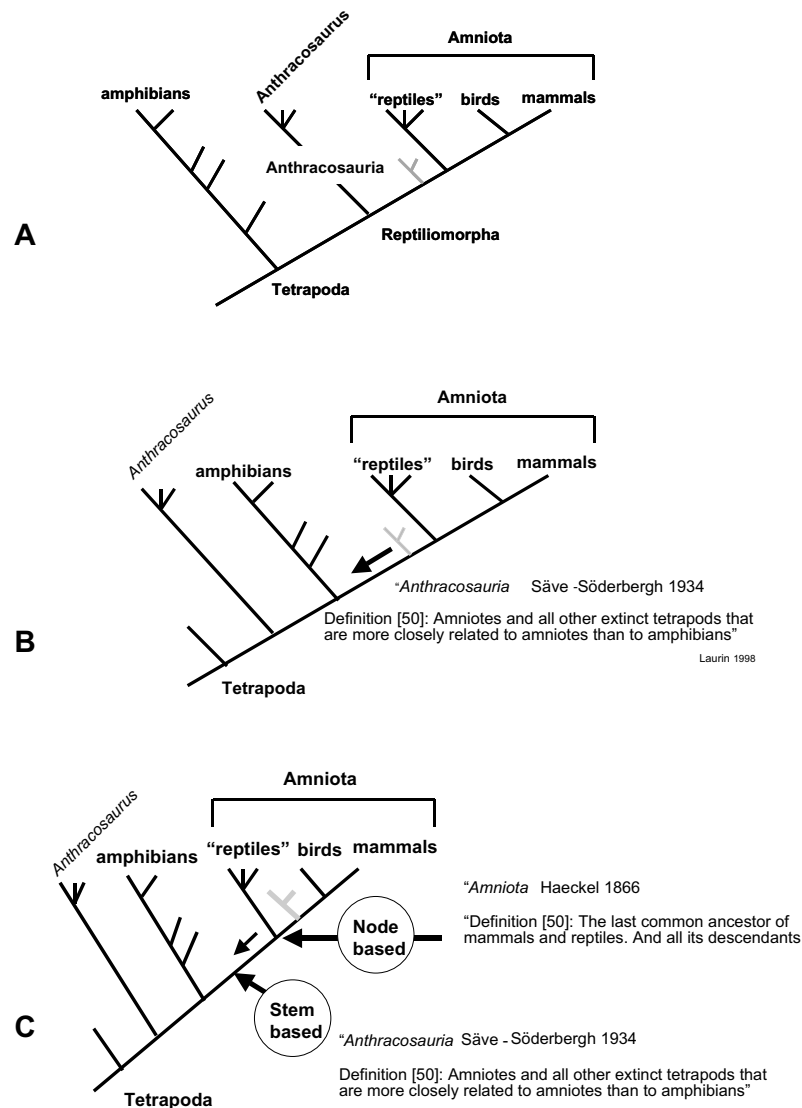 Anthracosaurus
Amniota
amphibians
“reptiles” birds mammals
Anthracosauria
A
Reptiliomorpha
Tetrapoda
Anthracosaurus
Amniota
amphibians
“reptiles” birds mammals
“Anthracosauria Säve -Söderbergh 1934
Definition [50]: Amniotes and all other extinct tetrapods that
are more closely related to amniotes than to amphibians”
B
Laurin 1998
Tetrapoda
Anthracosaurus
Amniota
amphibians “reptiles” birds mammals
“Amniota Haeckel 1866
“Definition [50]: The last common ancestor of
mammals and reptiles. And all its descendants
Node
based
Stem
based
C
“Anthracosauria Säve - Söderbergh 1934
Definition [50]: Amniotes and all other extinct tetrapods that
are more closely related to amniotes than to amphibians”
Tetrapoda